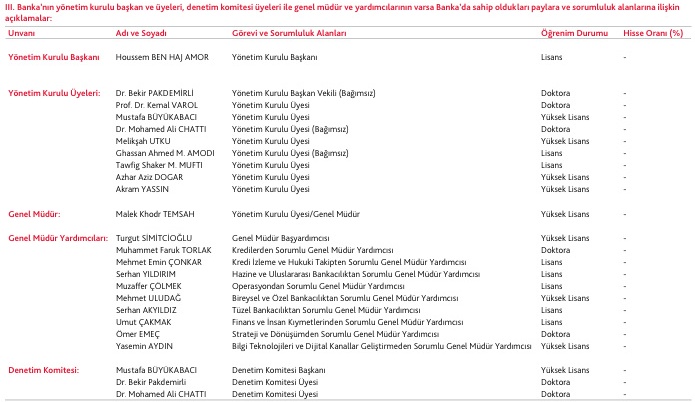 III. Banka'nın yönetim kurulu başkan ve üyeleri, denetim komitesi üyeleri ile genel müdür ve yardımcılarının varsa Banka'da sahip oldukları paylara ve sorumluluk alanlarına ilişkin
açıklamalar:
Unvanı Adı ve Soyadı Görevi ve Sorumluluk Alanları Öğrenim Durumu Hisse Oranı (%)
Yönetim Kurulu Başkanı Houssem BEN HAJ AMOR Yönetim Kurulu Başkanı Lisans -
Yönetim Kurulu Üyeleri: Dr. Bekir PAKDEMİRLİ Yönetim Kurulu Başkan Vekili (Bağımsız) Doktora -
Prof. Dr. Kemal VAROL Yönetim Kurulu Üyesi Doktora -
Mustafa BÜYÜKABACI Yönetim Kurulu Üyesi Yüksek Lisans -
Dr. Mohamed Ali CHATTI Yönetim Kurulu Üyesi (Bağımsız) Doktora -
Melikşah UTKU Yönetim Kurulu Üyesi Yüksek Lisans -
Ghassan Ahmed M. AMODI Yönetim Kurulu Üyesi (Bağımsız) Lisans -
Tawfig Shaker M. MUFTI Yönetim Kurulu Üyesi Lisans -
Azhar Aziz DOGAR Yönetim Kurulu Üyesi Yüksek Lisans -
Akram YASSIN Yönetim Kurulu Üyesi Yüksek Lisans -
Genel Müdür: Malek Khodr TEMSAH Yönetim Kurulu Üyesi/Genel Müdür Yüksek Lisans -
Genel Müdür Yardımcıları: Turgut SİMİTCİOĞLU Genel Müdür Başyardımcısı Yüksek Lisans -
Muhammet Faruk TORLAK Kredilerden Sorumlu Genel Müdür Yardımcısı Doktora -
Mehmet Emin ÇONKAR Kredi İzleme ve Hukuki Takipten Sorumlu Genel Müdür Yardımcısı Lisans -
Serhan YILDIRIM Hazine ve Uluslararası Bankacılıktan Sorumlu Genel Müdür Yardımcısı Lisans -
Muzaffer ÇÖLMEK Operasyondan Sorumlu Genel Müdür Yardımcısı Lisans -
Mehmet ULUDAĞ Bireysel ve Özel Bankacılıktan Sorumlu Genel Müdür Yardımcısı Yüksek Lisans -
Serhan AKYILDIZ Tüzel Bankacılıktan Sorumlu Genel Müdür Yardımcısı Lisans -
Umut ÇAKMAK Finans ve İnsan Kıymetlerinden Sorumlu Genel Müdür Yardımcısı Lisans -
Ömer EMEÇ Strateji ve Dönüşümden Sorumlu Genel Müdür Yardımcısı Doktora -
Yasemin AYDIN Bilgi Teknolojileri ve Dijital Kanallar Geliştirmeden Sorumlu Genel Müdür Yardımcısı Yüksek Lisans -
Denetim Komitesi: Mustafa BÜYÜKABACI Denetim Komitesi Başkanı Yüksek Lisans -
Dr. Bekir Pakdemirli Denetim Komitesi Üyesi Doktora -
Dr. Mohamed Ali CHATTI Denetim Komitesi Üyesi Doktora -